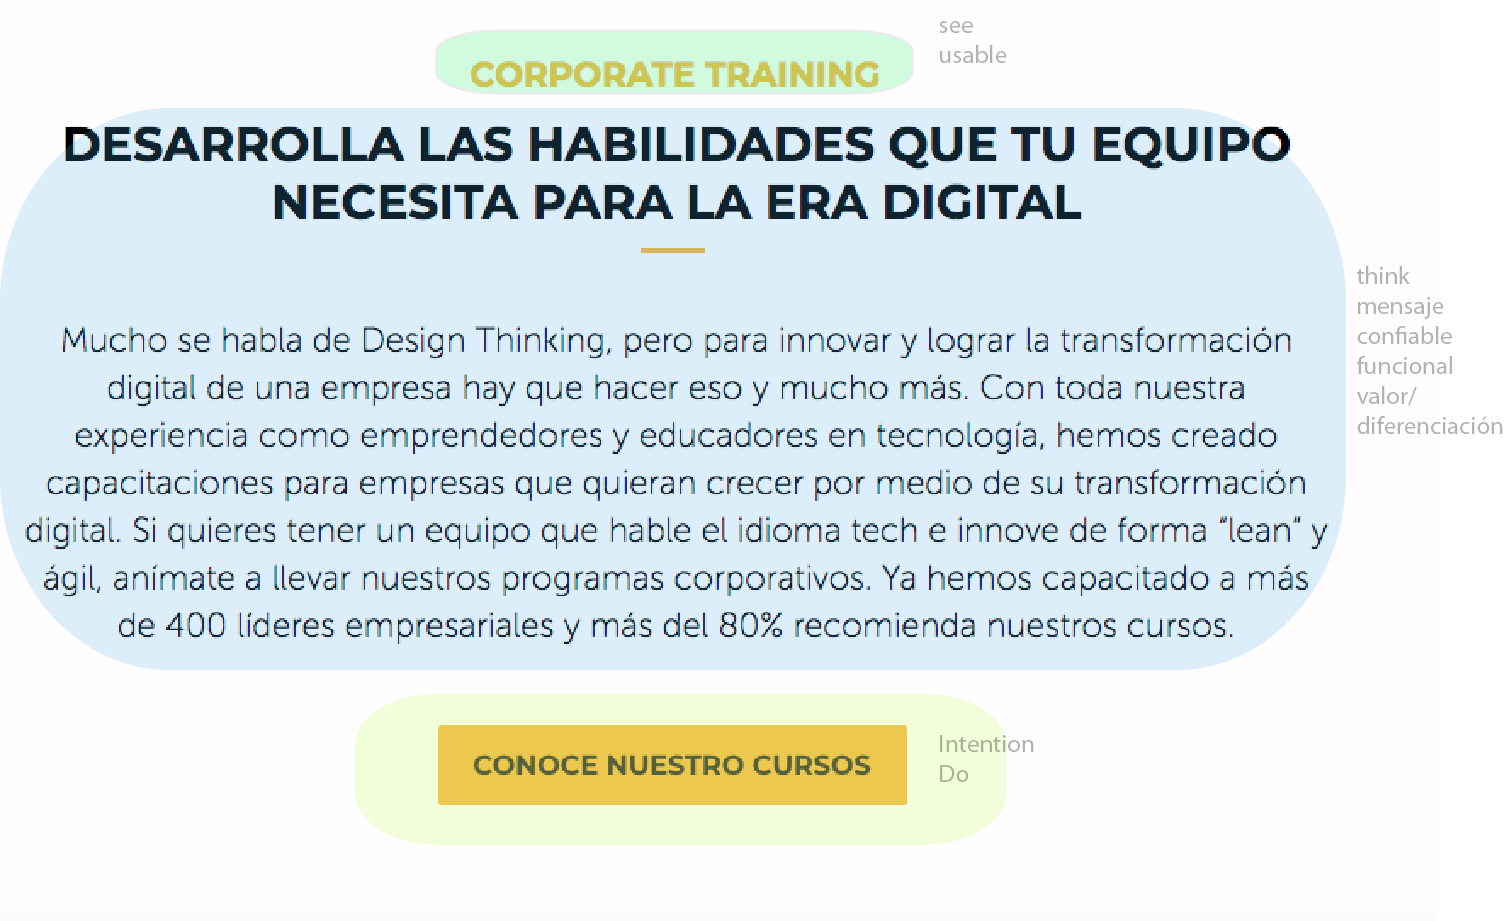 see
usable
CORPORATE TRAINING
DESARROLLA LAS HABILIDADES QUE TU EQUIPO
NECESITA PARA LA ERA DIGITAL
Mucho se habla de Design Thinking, pero para innovar y lograr la transformación
digital de una empresa hay que hacer eso y mucho más. Con toda nuestra
experiencia como emprendedores y educadores en tecnología, hemos creado
capacitaciones para empresas que quieran crecer por medio de su transformación
digital. Si quieres tener un equipo que hable el idioma tech e innove de forma “lean” y
ágil, anímate a llevar nuestros programas corporativos. Ya hemos capacitado a más
de 400 líderes empresariales y más del 80% recomienda nuestros cursos.
think
mensaje
confiable
funcional
valor/
diferenciación
CONOCE NUESTRO CURSOS
Intention
Do